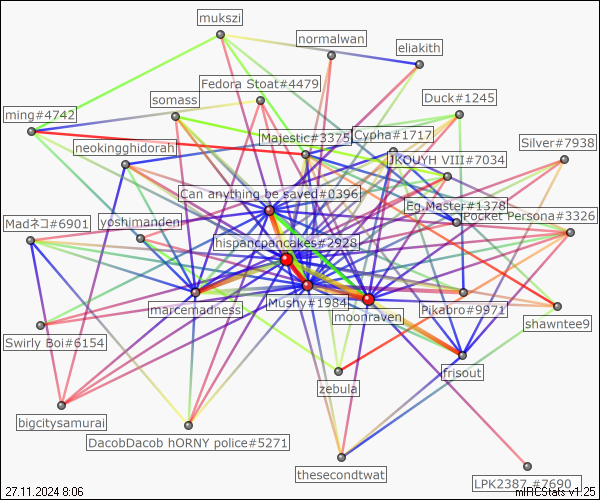 mukszi
normalwan
eliakith
Fedora Stoat#4479
somass
Duck#1245
ming#4742
Majestic#3375
Cypha#1717
Silver#7938
neokingghidorah
JKOUYH VIII#7034
Can anything be saved#0396
Eg.Master#1378
Pocket Persona#3326
Madネコ#6901
yoshimanden
hispancpancakes#2928
marcemadness
Mushy#1984
Pikabro#9971
moonraven
shawntee9
Swirly Boi#6154
frisout
zebula
bigcitysamurai
DacobDacob hORNY police#5271
thesecondtwat
LPK2387_#7690
27.11.2024 8:06
mIRCStats v1.25